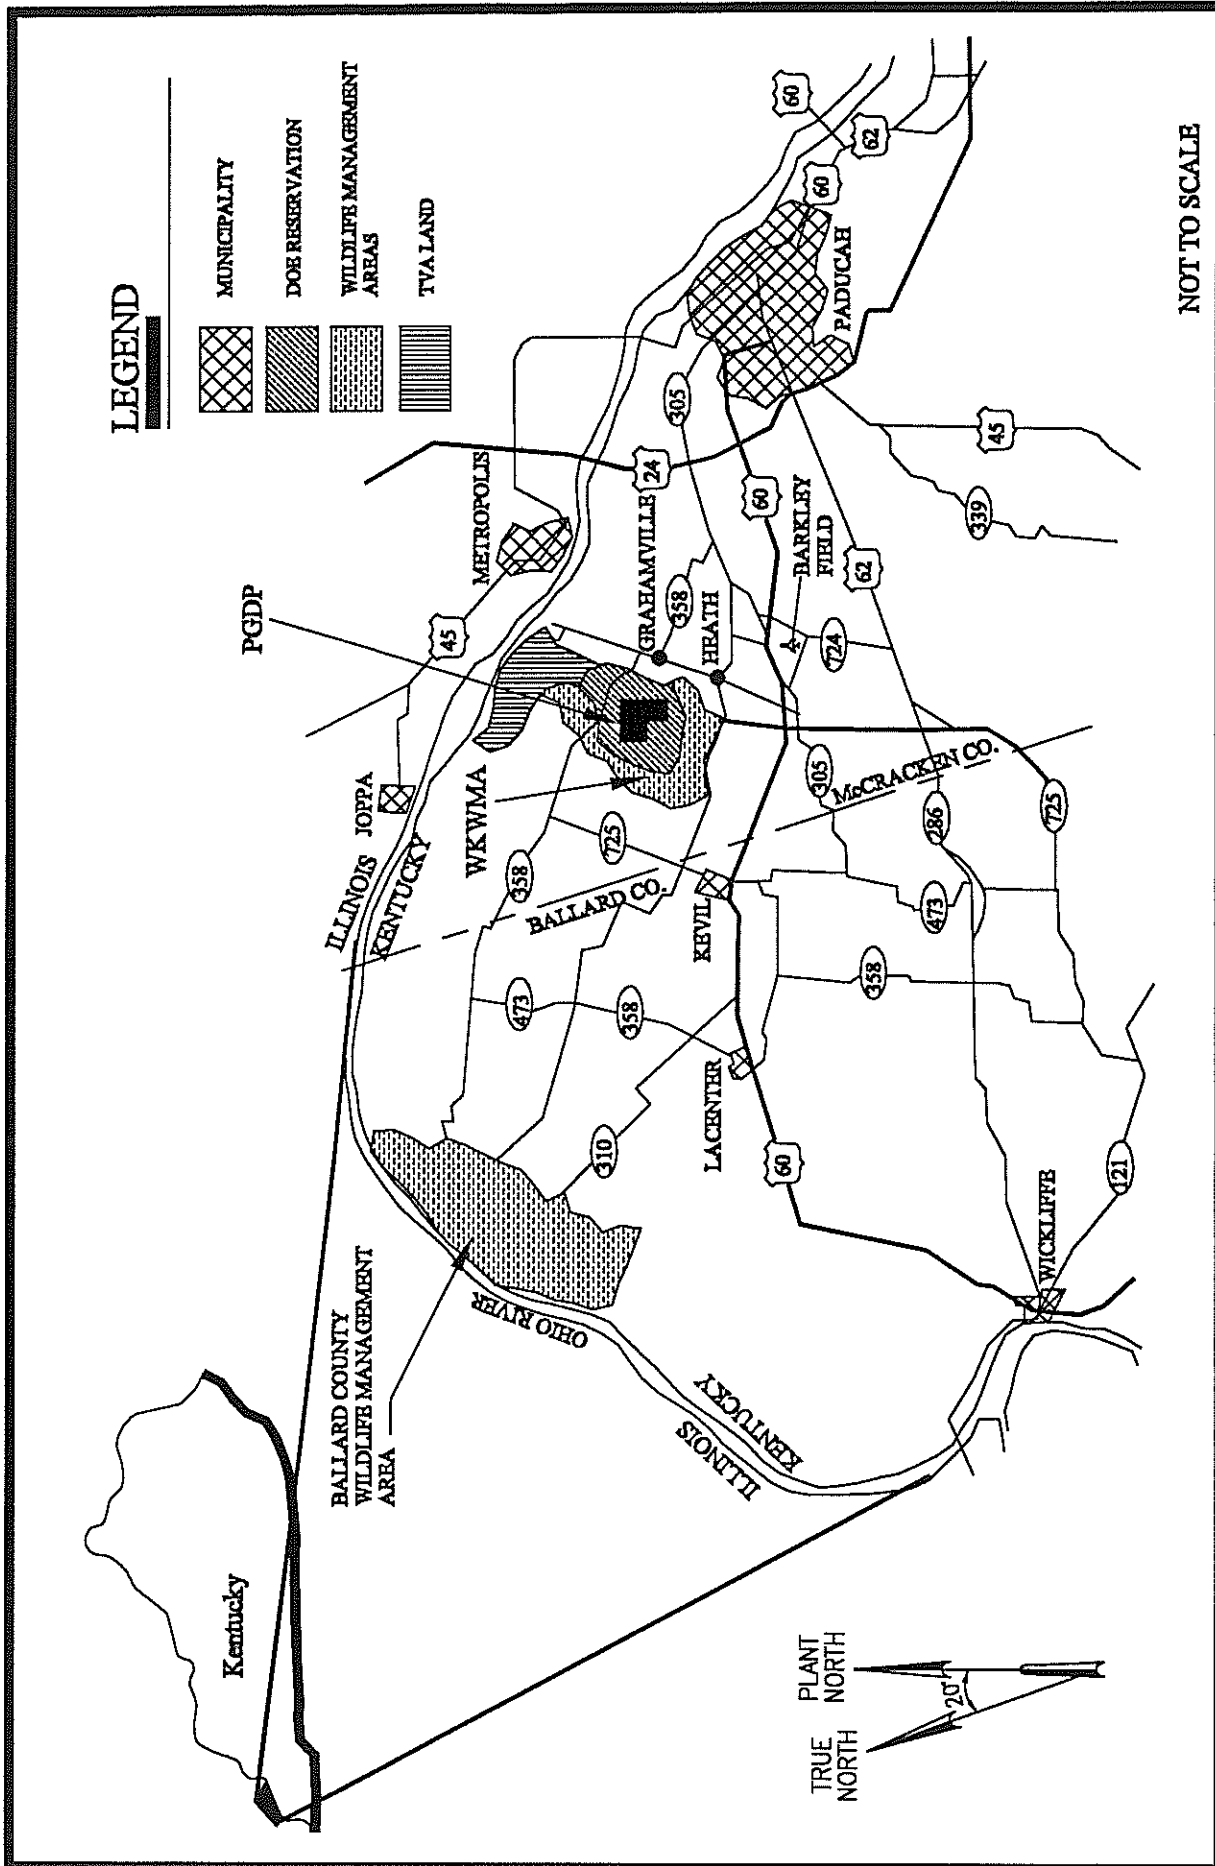 Kentucky
LEGEND
MUNICIPALITY
DOE RESERVATION
WILDLIFE MANAGEMENT
AREAS
TVA LAND
PGDP
BALLARD COUNTY
WILDLIFE MANAGEMENT
AREA
ILLINOIS
KENTUCKY
JOPPA
45
METROPOLIS
WKWMA
OHIO RIVER
473
358
BALLARD CO.
725
GRAHAMVILLE
358
HEATH
24
305
60
60
62
310
358
LACENTER
KEVIL
60
BARKLEY
FIELD
PADUCAH
ILLINOIS
KENTUCKY
60
358
473
305
McCRACKEN CO.
286
724
62
339
45
TRUE
NORTH
PLANT
NORTH
20°
WICKLIFFE
121
725
NOT TO SCALE